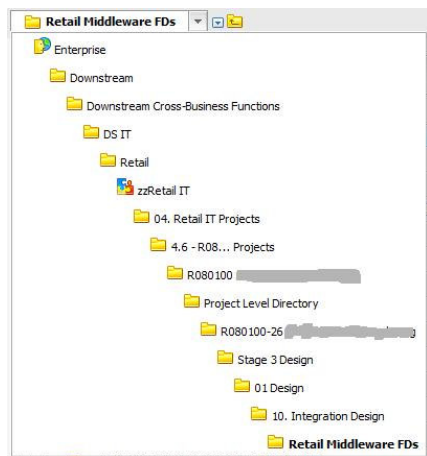 Retail Middleware FDs
Enterprise
Downstream
Downstream Cross-Business Functions
DS IT
Retail
zzRetail IT
04. Retail IT Projects
4.6 - R08... Projects
R080100
Project Level Directory
R080100-26
Stage 3 Design
01 Design
10. Integration Design
Retail Middleware FDs